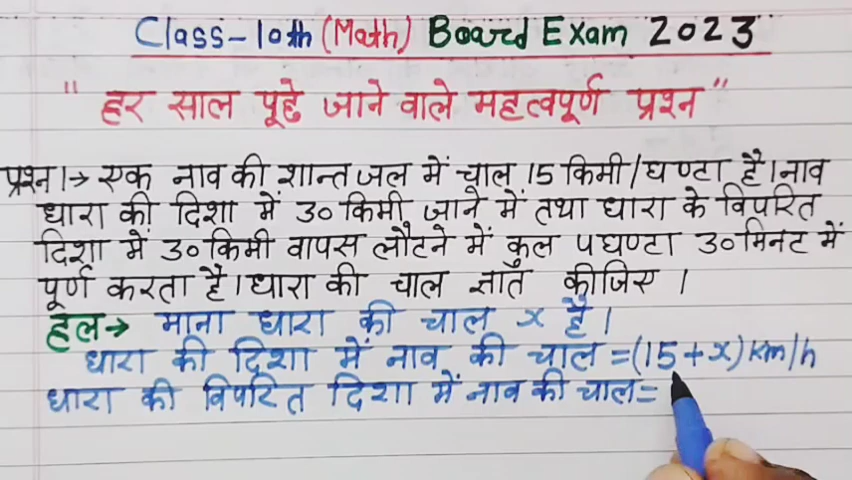 Class-10th (Math) Board Exam 2023
" हर साल पूछे जाने वाले महत्वपूर्ण प्रश्न "
प्रश्न1→ एक नाव की शान्त जल में चाल 15 किमी/घण्टा है। नाव
धारा की दिशा में 30 किमी जाने में तथा धारा के विपरित
दिशा में 30 किमी वापस लौटने में कुल 4 घण्टा 30 मिनट में
पूर्ण करता है। धारा की चाल ज्ञात कीजिए ।
हल→ माना धारा की चाल x है।
धारा की दिशा में नाव की चाल =(15+x) km/h
धारा की विपरित दिशा में नाव की चाल=